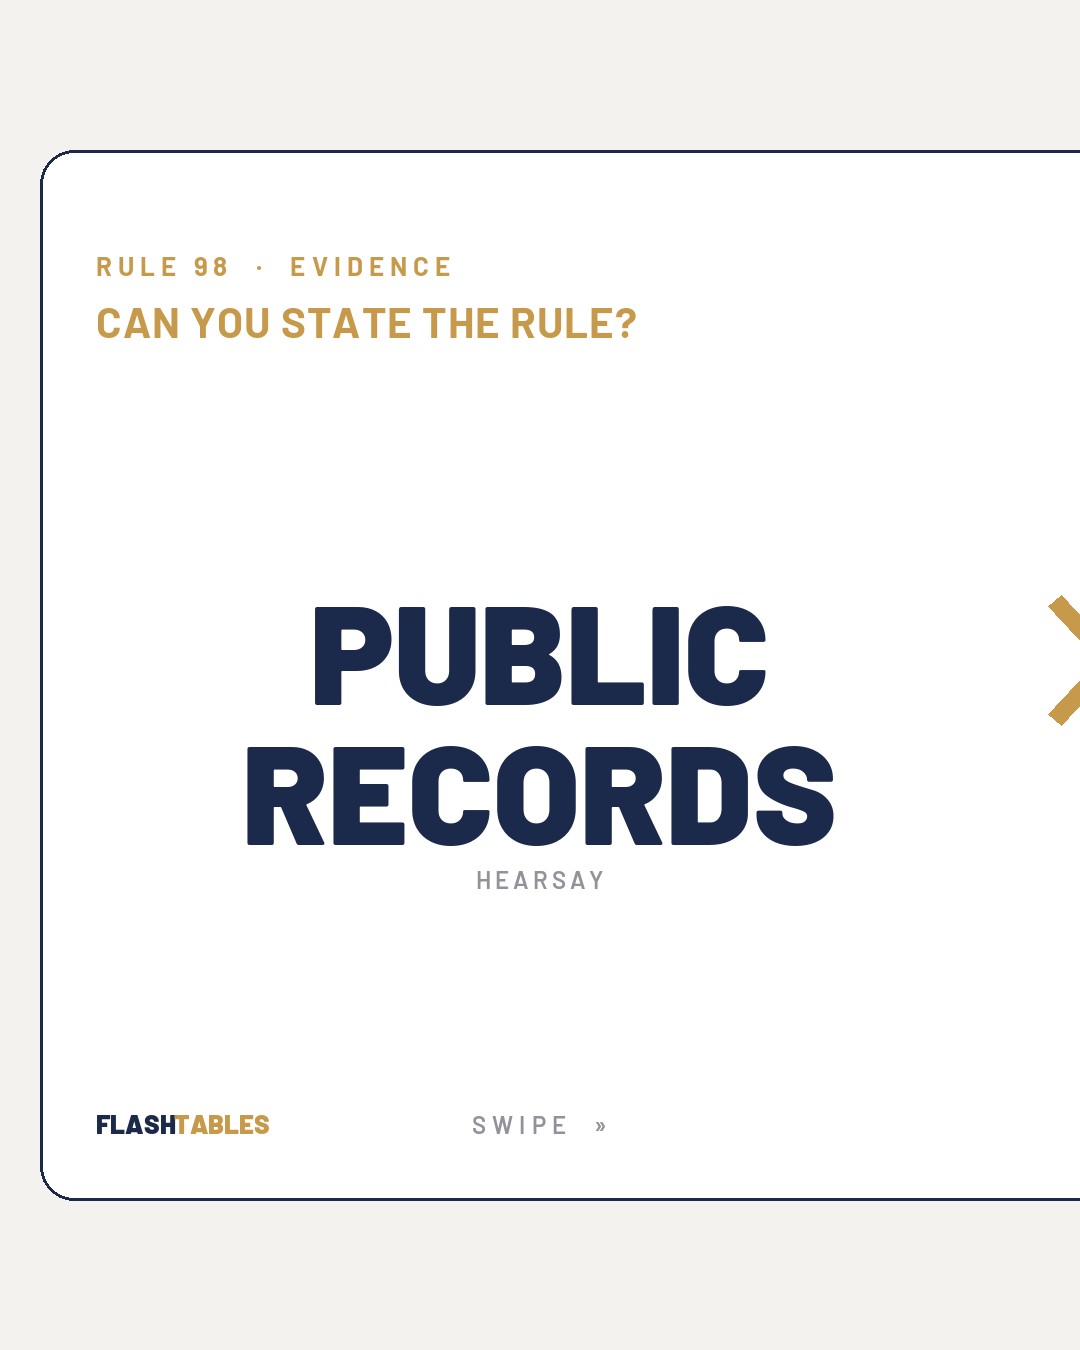 RULE 98 · EVIDENCE
CAN YOU STATE THE RULE?
PUBLIC
RECORDS
HEARSAY
FLASHTABLES
SWIPE »